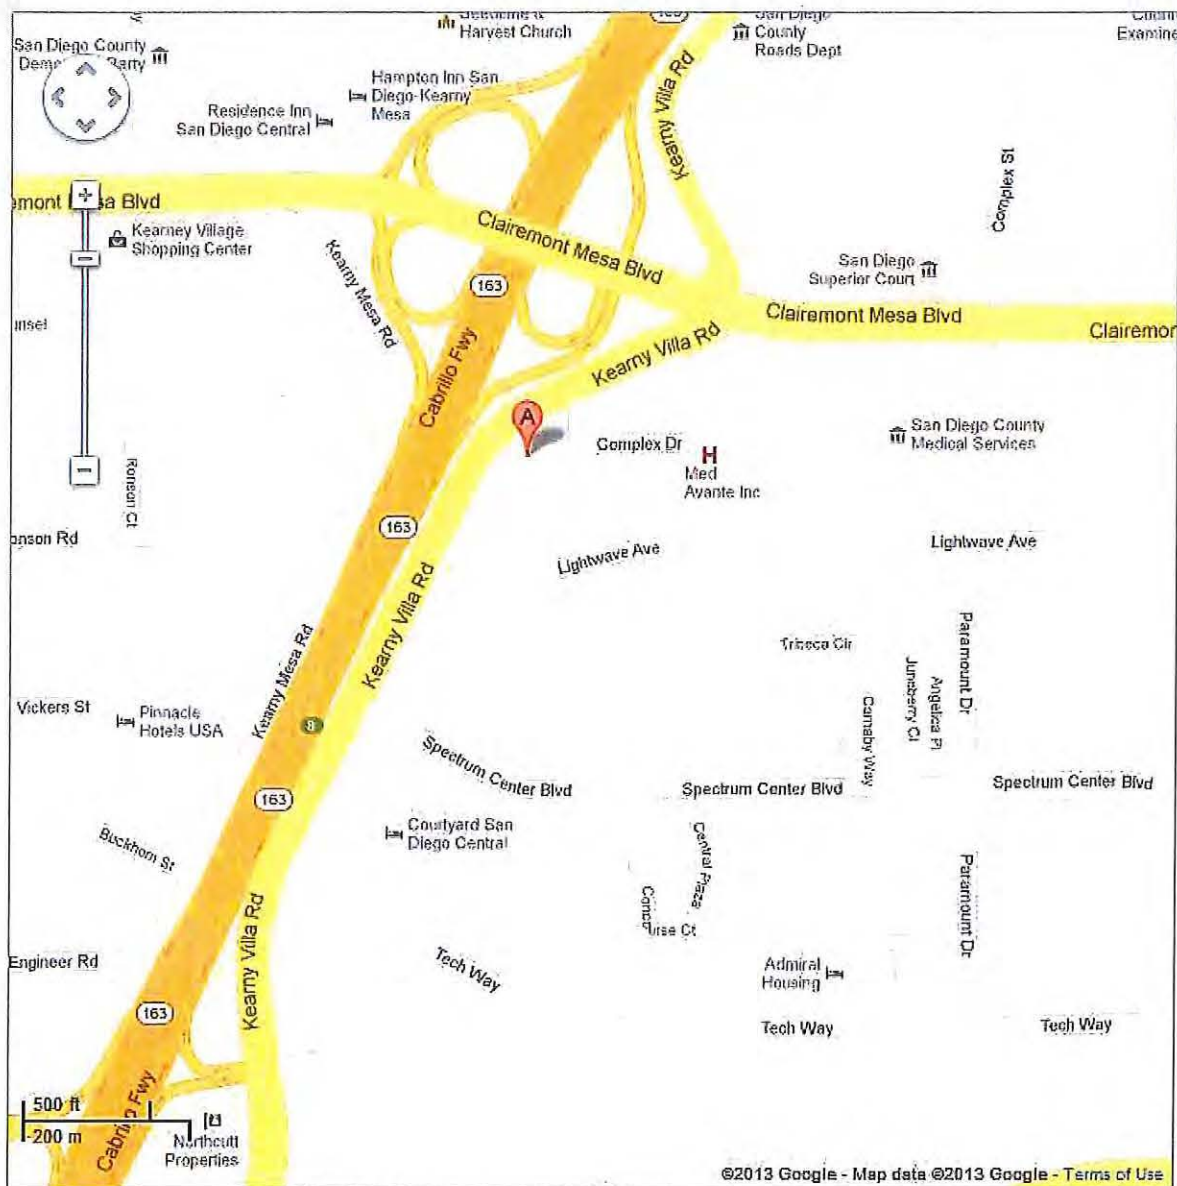 Harvest Church
San Diego
County
Roads Dept
San Diego County
Hampton Inn San
Diego-Kearny
Mesa
Residence Inn
San Diego Central
Kearny Villa Rd
Kearny Villa Rd
Complex St
Clairemont Mesa Blvd
Kearney Village
Shopping Center
Kearny Mesa Rd
163
San Diego
Superior Court
Clairemont Mesa Blvd
Clairemon
Kearny Villa Rd
Cabrillo Fwy
A
Complex Dr
H
Med
Avante Inc
San Diego County
Medical Services
Ronson Ct
onson Rd
163
Lightwave Ave
Lightwave Ave
Kearny Villa Rd
Kearny Mesa Rd
Tribeca Cir
Paramount Dr
Juneberry Ct
Angelica Pl
Carnaby Way
Vickers St
Pinnacle
Hotels USA
8
Spectrum Center Blvd
Spectrum Center Blvd
Spectrum Center Blvd
163
Courtyard San
Diego Central
Buckhorn St
Central Plaza
Paramount Dr
Kearny Villa Rd
Engineer Rd
Tech Way
Admiral
Housing
163
Tech Way
Tech Way
Cabrillo Fwy
500 ft
200 m
Northcutt
Properties
©2013 Google - Map data ©2013 Google - Terms of Use